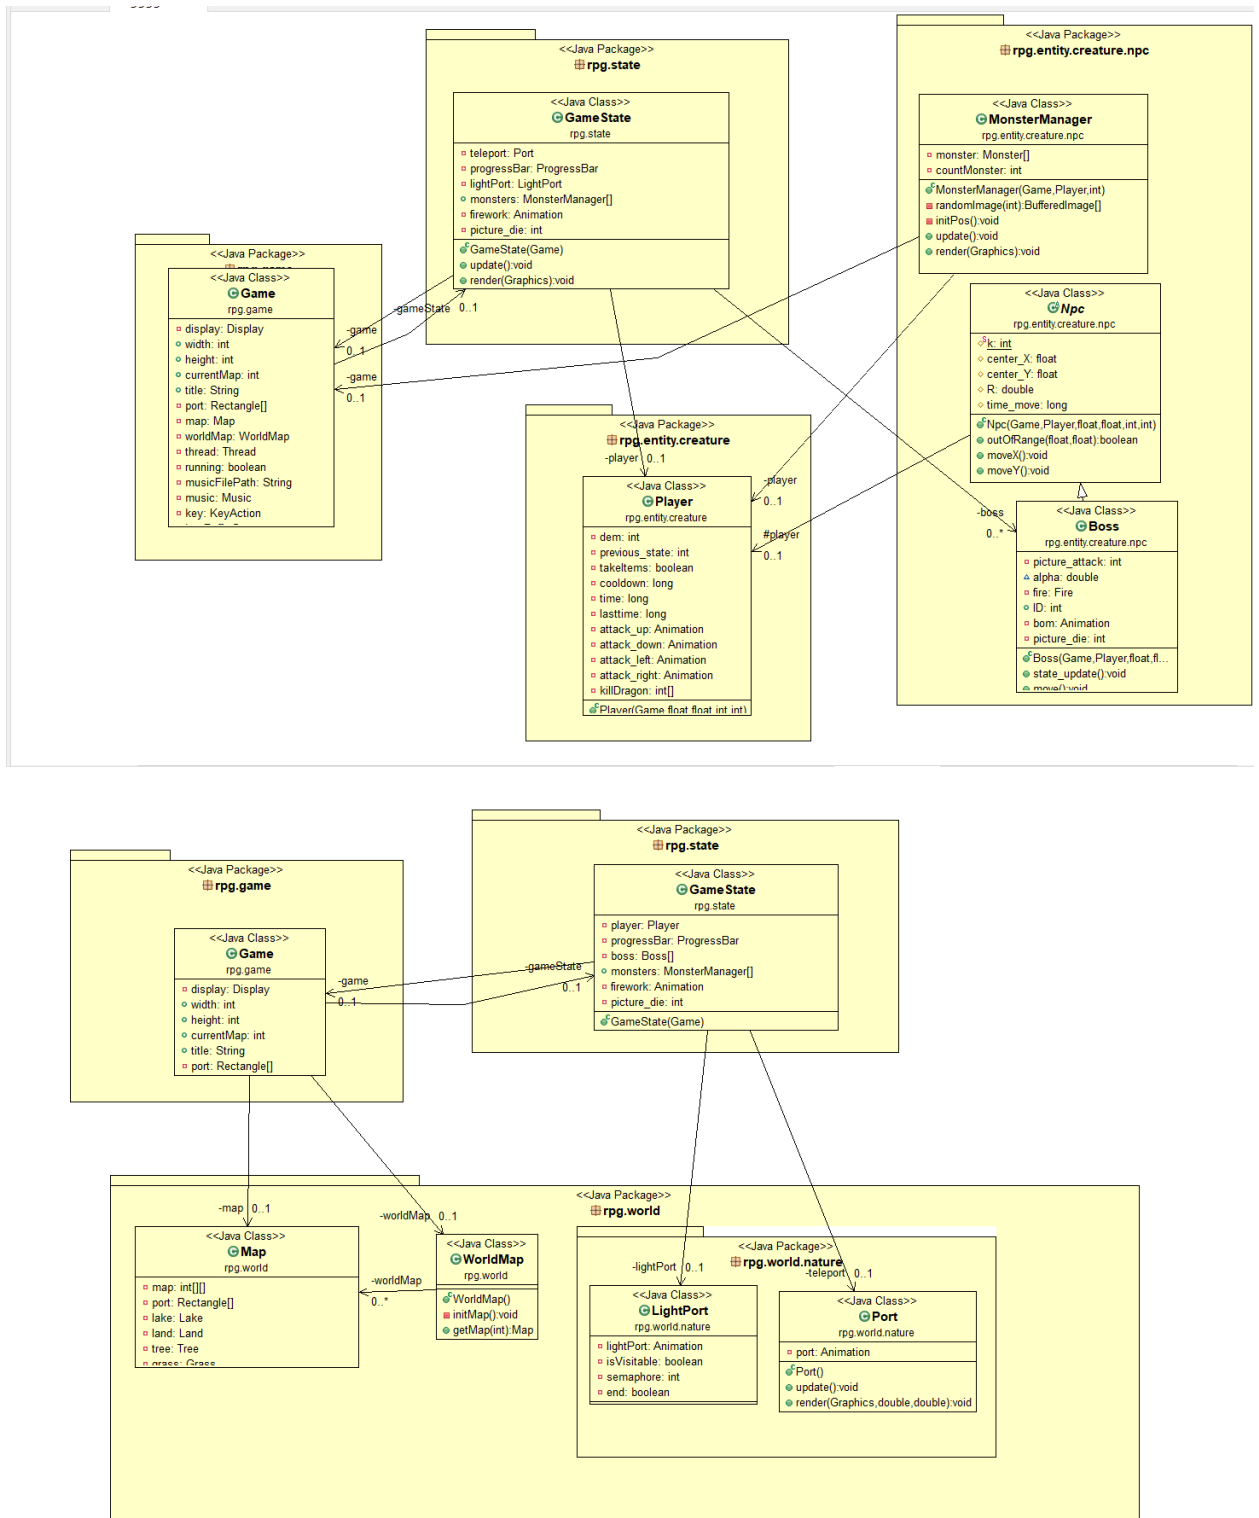 <<Java Package>>
rpg.state
<<Java Class>>
GameState
rpg.state
teleport: Port
progressBar: ProgressBar
lightPort: LightPort
monsters: MonsterManager[]
firework: Animation
picture_die: int
GameState(Game)
update():void
render(Graphics):void
<<Java Package>>
rpg.entity.creature.npc
<<Java Class>>
MonsterManager
rpg.entity.creature.npc
monster: Monster[]
countMonster: int
MonsterManager(Game,Player,int)
randomImage(int):BufferedImage[]
initPos():void
update():void
render(Graphics):void
<<Java Class>>
Npc
rpg.entity.creature.npc
k: int
center_X: float
center_Y: float
R: double
time_move: long
Npc(Game,Player,float,float,int,int)
outOfRange(float,float):boolean
moveX():void
moveY():void
<<Java Class>>
Boss
rpg.entity.creature.npc
picture_attack: int
alpha: double
fire: Fire
ID: int
bom: Animation
picture_die: int
Boss(Game,Player,float,fl...
state_update():void
move():void
<<Java Package>>
<<Java Class>>
Game
rpg.game
display: Display
width: int
height: int
currentMap: int
title: String
port: Rectangle[]
map: Map
worldMap: WorldMap
thread: Thread
running: boolean
musicFilePath: String
music: Music
key: KeyAction
-gameState 0..1
-game
0..1
-game
0..1
<<Java Package>>
rpg.entity.creature
-player 0..1
-player
0..1
#player
0..1
-boss
0..*
<<Java Class>>
Player
rpg.entity.creature
dem: int
previous_state: int
takeItems: boolean
cooldown: long
time: long
lasttime: long
attack_up: Animation
attack_down: Animation
attack_left: Animation
attack_right: Animation
killDragon: int[]
Player(Game,float,float,int,int)
<<Java Package>>
rpg.game
<<Java Class>>
Game
rpg.game
display: Display
width: int
height: int
currentMap: int
title: String
port: Rectangle[]
<<Java Package>>
rpg.state
<<Java Class>>
GameState
rpg.state
player: Player
progressBar: ProgressBar
boss: Boss[]
monsters: MonsterManager[]
firework: Animation
picture_die: int
GameState(Game)
-gameState
0..1
-game
0..1
<<Java Package>>
rpg.world
-map 0..1
-worldMap 0..1
<<Java Class>>
Map
rpg.world
map: int[][]
port: Rectangle[]
lake: Lake
land: Land
tree: Tree
grass: Grass
-worldMap
0..*
<<Java Class>>
WorldMap
rpg.world
WorldMap()
initMap():void
getMap(int):Map
<<Java Package>>
rpg.world.nature
-lightPort 0..1
-teleport 0..1
<<Java Class>>
LightPort
rpg.world.nature
lightPort: Animation
isVisitable: boolean
semaphore: int
end: boolean
<<Java Class>>
Port
rpg.world.nature
port: Animation
Port()
update():void
render(Graphics,double,double):void